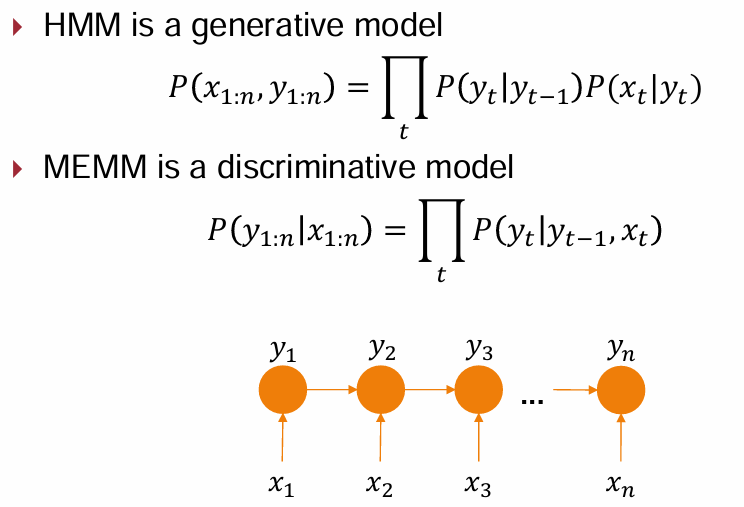 HMM is a generative model
P(x₁:ₙ, y₁:ₙ) = ∏ₜ P(yₜ|yₜ₋₁)P(xₜ|yₜ)
MEMM is a discriminative model
P(y₁:ₙ|x₁:ₙ) = ∏ₜ P(yₜ|yₜ₋₁, xₜ)
y₁ y₂ y₃ yₙ
...
x₁ x₂ x₃ xₙ